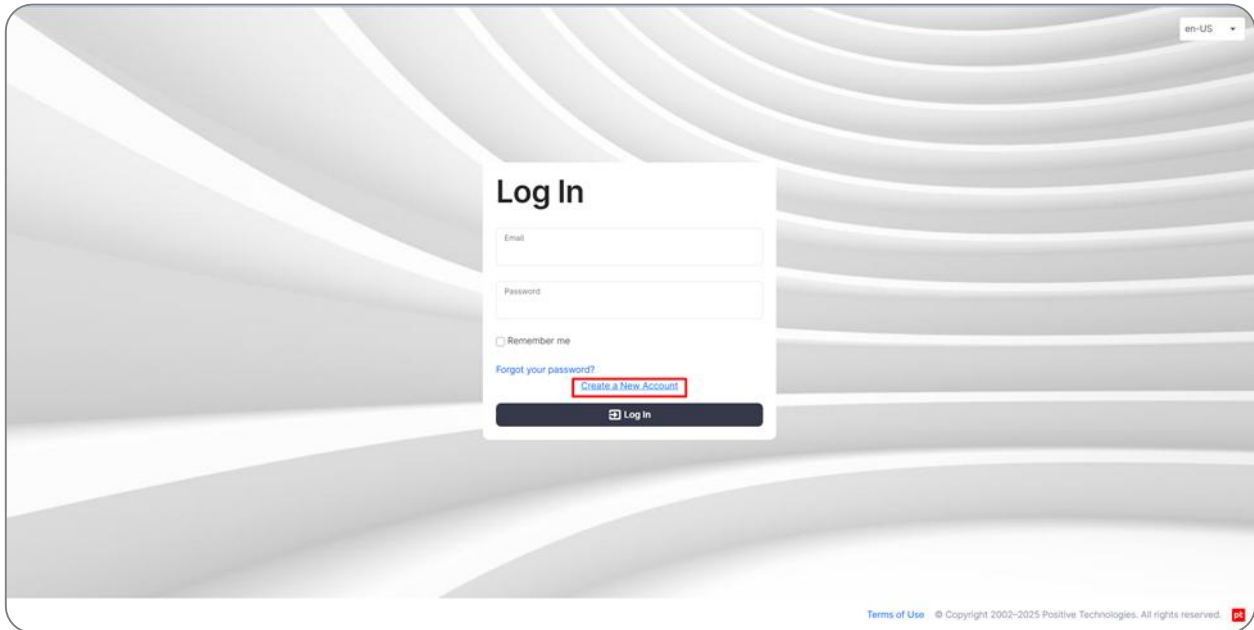 en-US
Log In
Email
Password
Remember me
Forgot your password?
Create a New Account
Log In
Terms of Use © Copyright 2002–2025 Positive Technologies. All rights reserved. pt